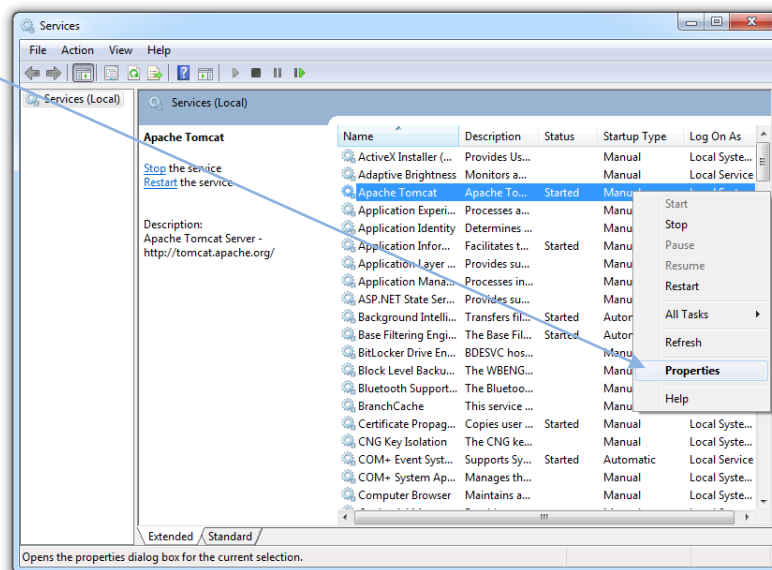 Services
File Action View Help
Services (Local)
Services (Local)
Apache Tomcat
Stop the service
Restart the service
Description:
Apache Tomcat Server -
http://tomcat.apache.org/
Name Description Status Startup Type Log On As
ActiveX Installer (... Provides Us... Manual Local Syste...
Adaptive Brightness Monitors a... Manual Local Service
Apache Tomcat Apache To... Started
Application Experi... Processes a...
Application Identity Determines ...
Application Infor... Facilitates t... Started
Application Layer ... Provides su...
Application Mana... Processes in...
ASP.NET State Ser... Provides su...
Background Intelli... Transfers fil... Started
Base Filtering Engi... The Base Fil... Started
BitLocker Drive En... BDESVC hos...
Block Level Backu... The WBENG...
Bluetooth Support... The Bluetoo...
BranchCache This service ...
Certificate Propag... Copies user ... Started Manual Local Syste...
CNG Key Isolation The CNG ke... Manual Local Syste...
COM+ Event Syst... Supports Sy... Started Automatic Local Service
COM+ System Ap... Manages th... Manual Local Syste...
Computer Browser Maintains a... Manual Local Syste...
Start
Stop
Pause
Resume
Restart
All Tasks
Refresh
Properties
Help
Extended Standard
Opens the properties dialog box for the current selection.